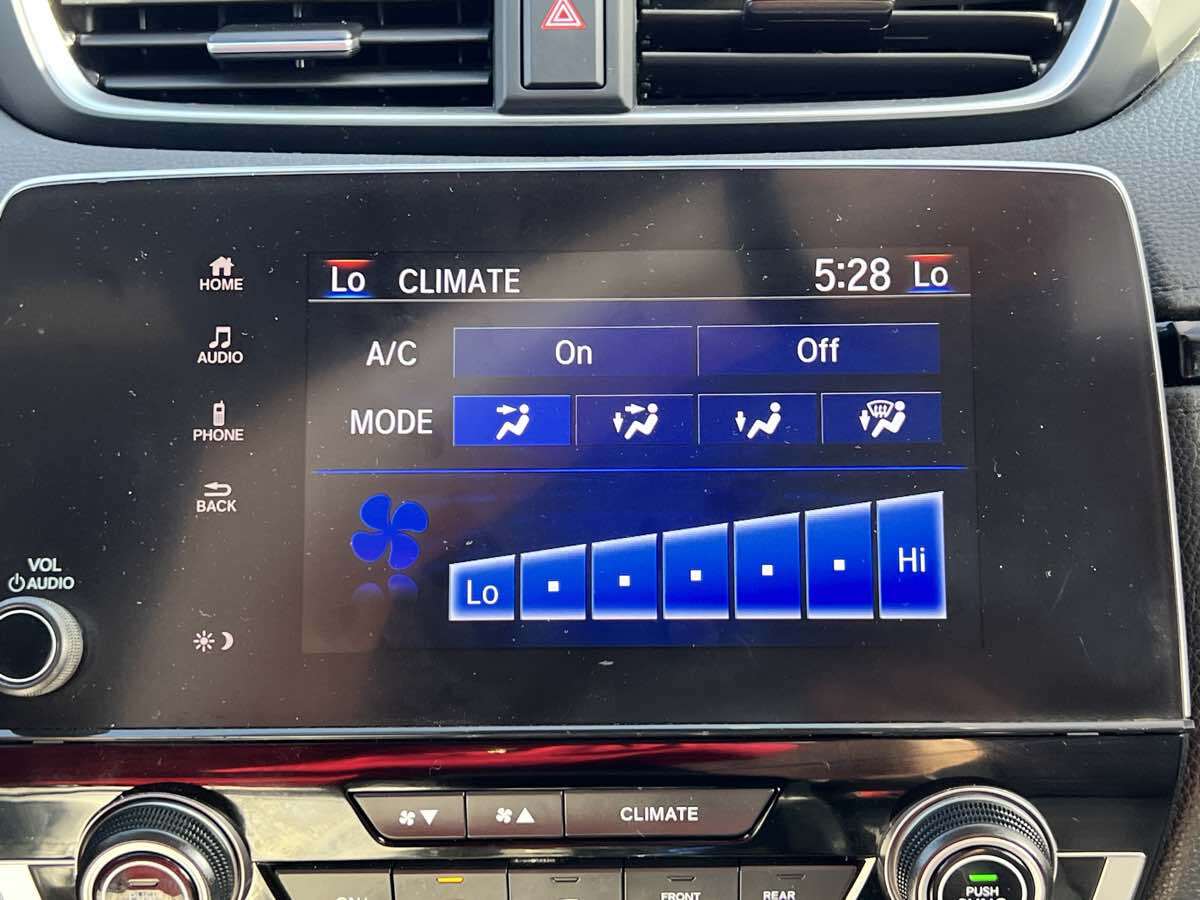 HOME
AUDIO
PHONE
BACK
VOL
AUDIO
Lo CLIMATE 5:28 Lo
A/C On Off
MODE
Lo Hi
CLIMATE
FRONT REAR
PUSH